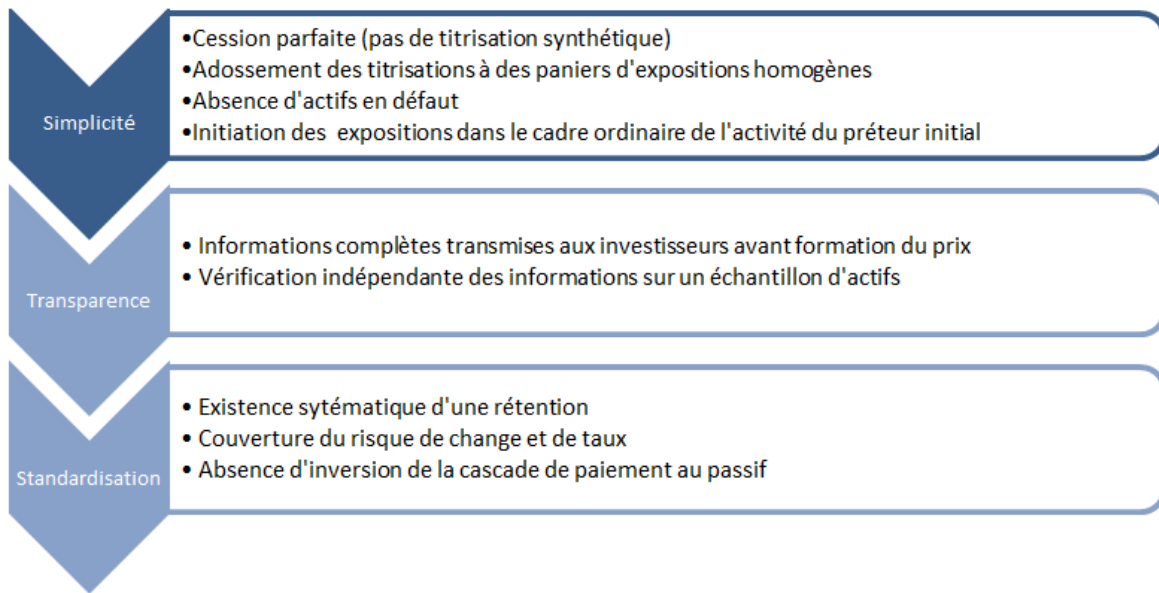 Simplicité
•Cession parfaite (pas de titrisation synthétique)
•Adossement des titrisations à des paniers d'expositions homogènes
•Absence d'actifs en défaut
•Initiation des expositions dans le cadre ordinaire de l'activité du préteur initial
Transparence
• Informations complètes transmises aux investisseurs avant formation du prix
• Vérification indépendante des informations sur un échantillon d'actifs
Standardisation
• Existence sytématique d'une rétention
• Couverture du risque de change et de taux
• Absence d'inversion de la cascade de paiement au passif